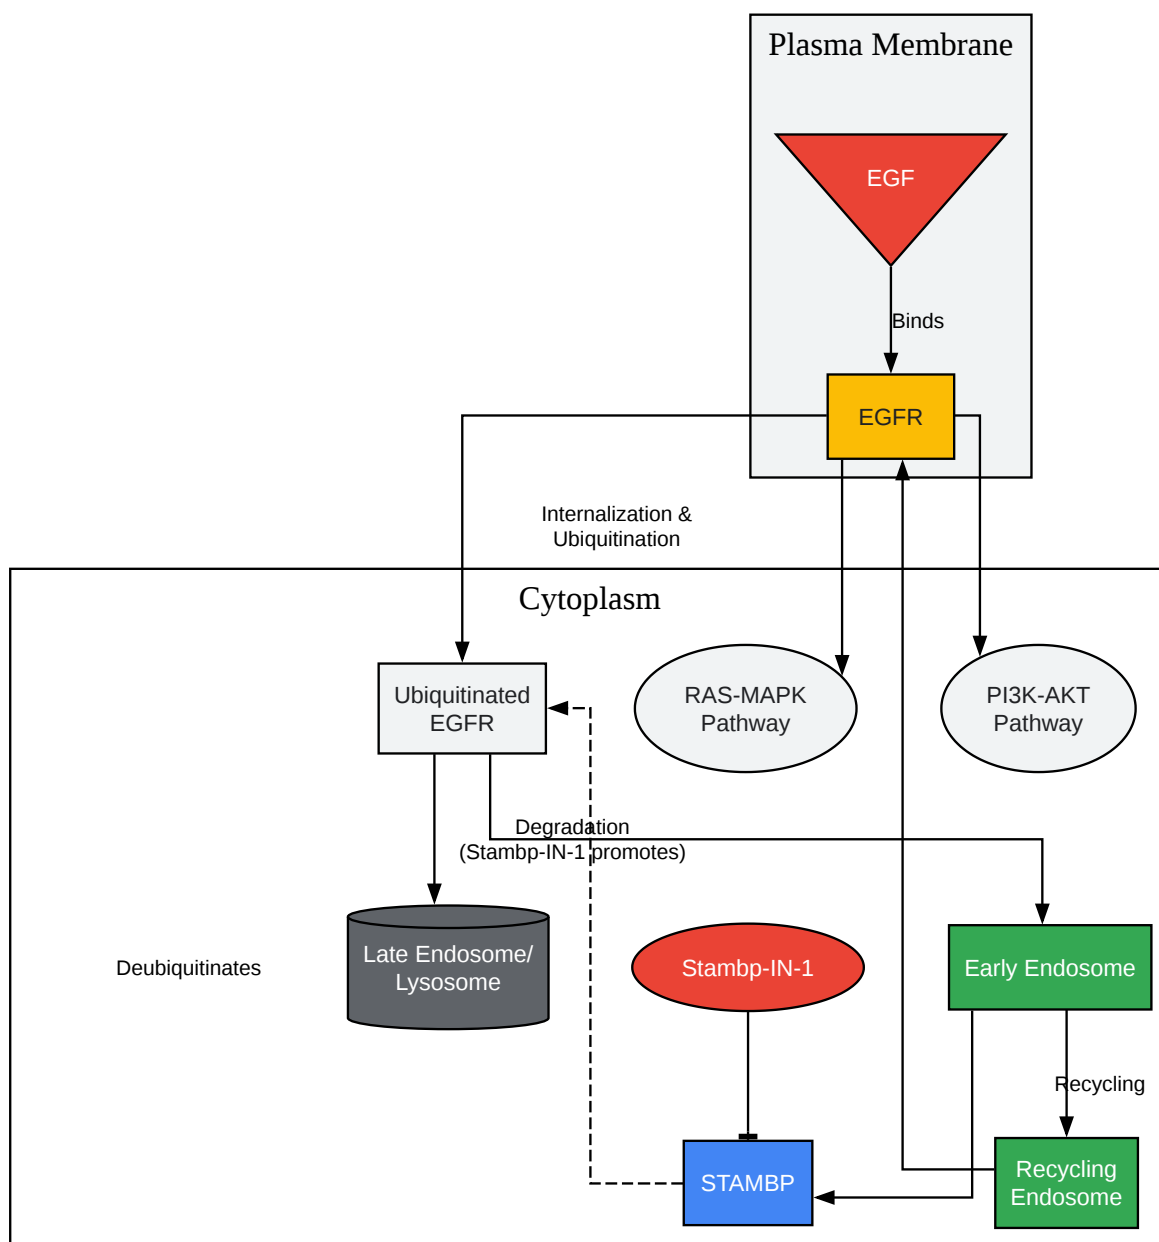 Plasma Membrane
EGF
Binds
EGFR
Internalization &
Ubiquitination
Cytoplasm
Ubiquitinated
EGFR
RAS-MAPK
Pathway
PI3K-AKT
Pathway
Degradation
(Stambp-IN-1 promotes)
Deubiquitinates
Late Endosome/
Lysosome
Stambp-IN-1
Early Endosome
Recycling
STAMBP
Recycling
Endosome